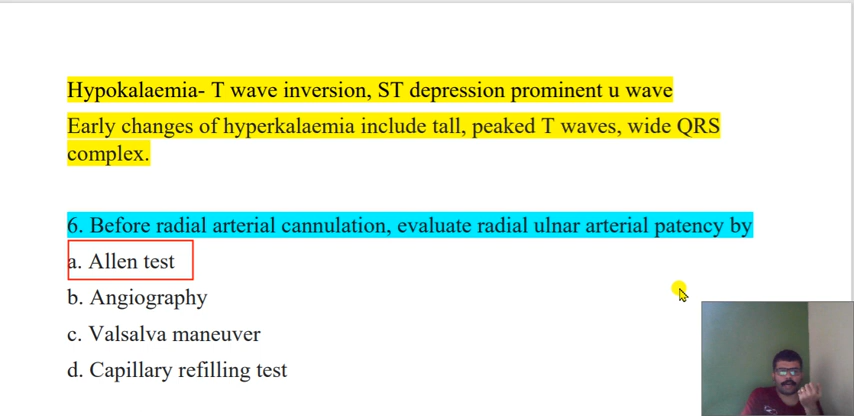 Hypokalaemia- T wave inversion, ST depression prominent u wave
Early changes of hyperkalaemia include tall, peaked T waves, wide QRS
complex.
6. Before radial arterial cannulation, evaluate radial ulnar arterial patency by
a. Allen test
b. Angiography
c. Valsalva maneuver
d. Capillary refilling test